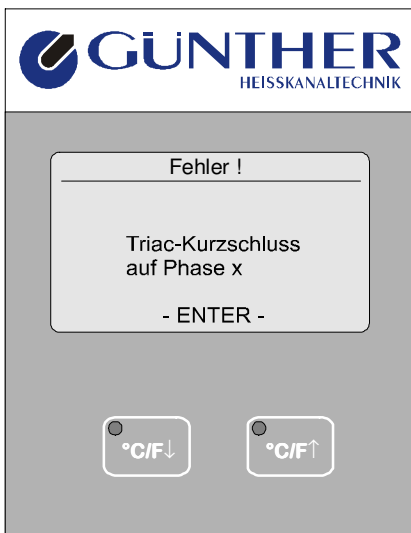 GÜNTHER
HEISSKANALTECHNIK
Fehler !
Triac-Kurzschluss
auf Phase x
- ENTER -
°C/F↓ °C/F↑